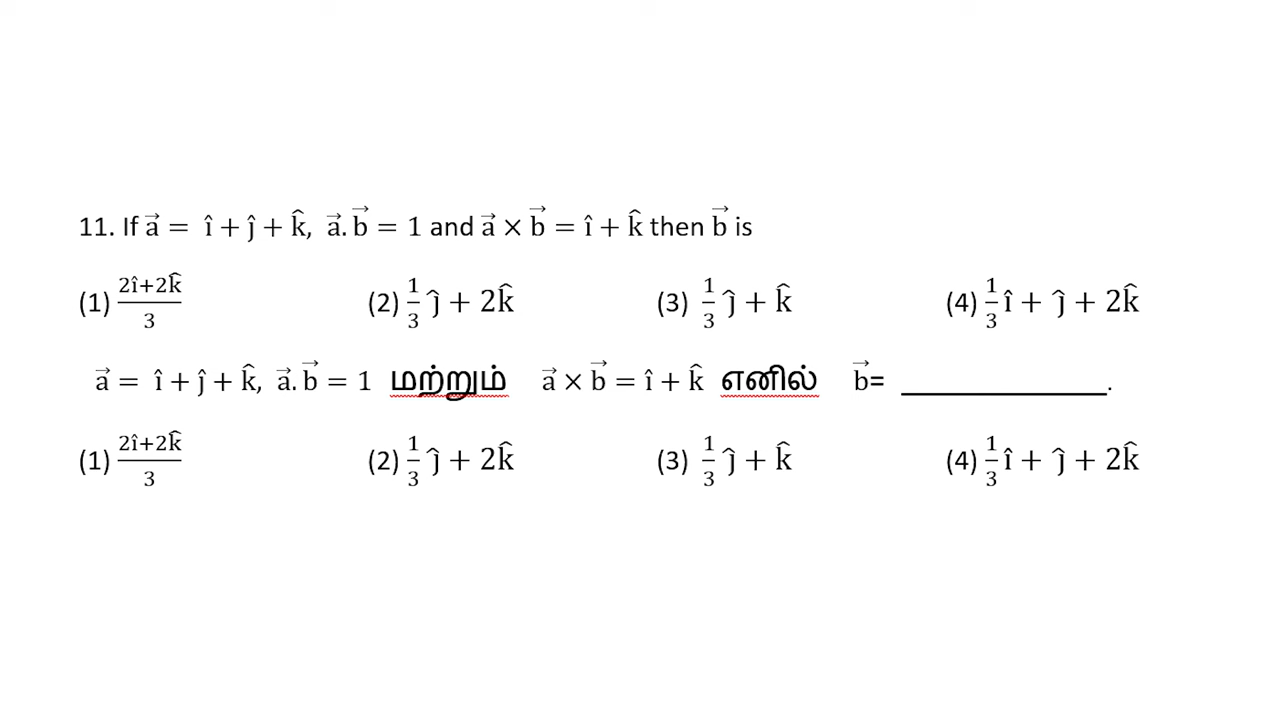 11. If a⃗ = î + ĵ + k̂, a⃗. b⃗ = 1 and a⃗ × b⃗ = î + k̂ then b⃗ is
(1) (2î+2k̂)/3 (2) 1/3 ĵ + 2k̂ (3) 1/3 ĵ + k̂ (4) 1/3 î + ĵ + 2k̂
a⃗ = î + ĵ + k̂, a⃗. b⃗ = 1 மற்றும் a⃗ × b⃗ = î + k̂ எனில் b⃗= ______________.
(1) (2î+2k̂)/3 (2) 1/3 ĵ + 2k̂ (3) 1/3 ĵ + k̂ (4) 1/3 î + ĵ + 2k̂